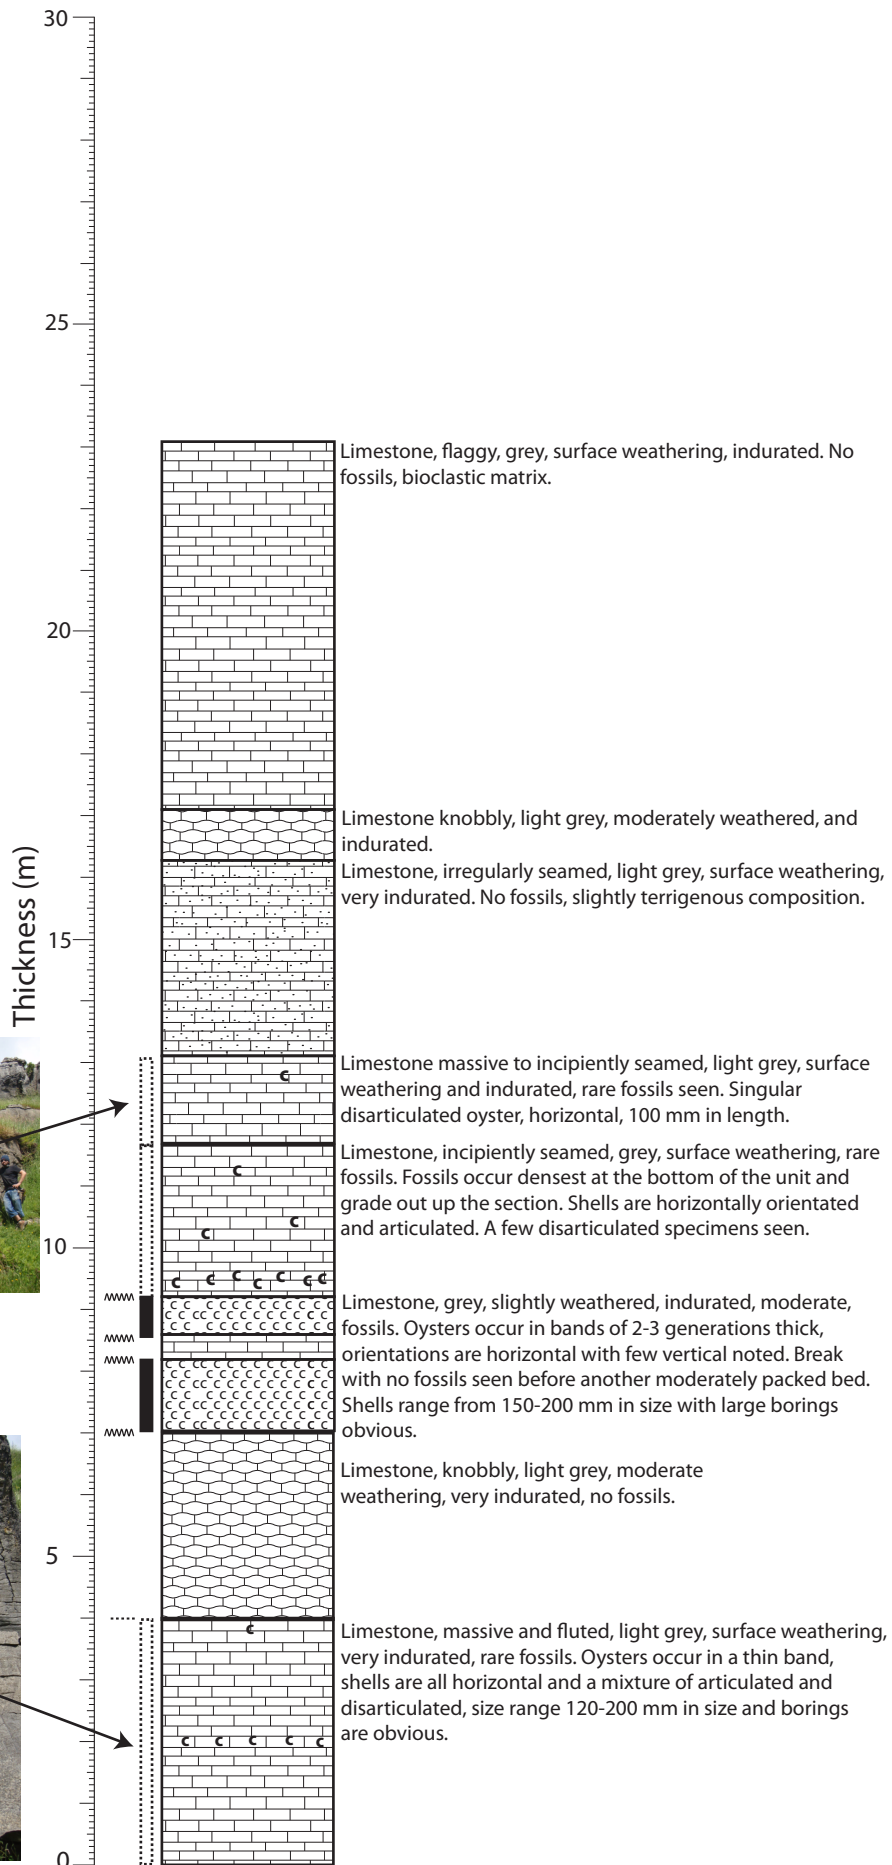 30
25
20
15
10
5
0
Thickness (m)
Limestone, flaggy, grey, surface weathering, indurated. No
fossils, bioclastic matrix.
Limestone knobbly, light grey, moderately weathered, and
indurated.
Limestone, irregularly seamed, light grey, surface weathering,
very indurated. No fossils, slightly terrigenous composition.
Limestone massive to incipiently seamed, light grey, surface
weathering and indurated, rare fossils seen. Singular
disarticulated oyster, horizontal, 100 mm in length.
Limestone, incipiently seamed, grey, surface weathering, rare
fossils. Fossils occur densest at the bottom of the unit and
grade out up the section. Shells are horizontally orientated
and articulated. A few disarticulated specimens seen.
Limestone, grey, slightly weathered, indurated, moderate,
fossils. Oysters occur in bands of 2-3 generations thick,
orientations are horizontal with few vertical noted. Break
with no fossils seen before another moderately packed bed.
Shells range from 150-200 mm in size with large borings
obvious.
Limestone, knobbly, light grey, moderate
weathering, very indurated, no fossils.
Limestone, massive and fluted, light grey, surface weathering,
very indurated, rare fossils. Oysters occur in a thin band,
shells are all horizontal and a mixture of articulated and
disarticulated, size range 120-200 mm in size and borings
are obvious.